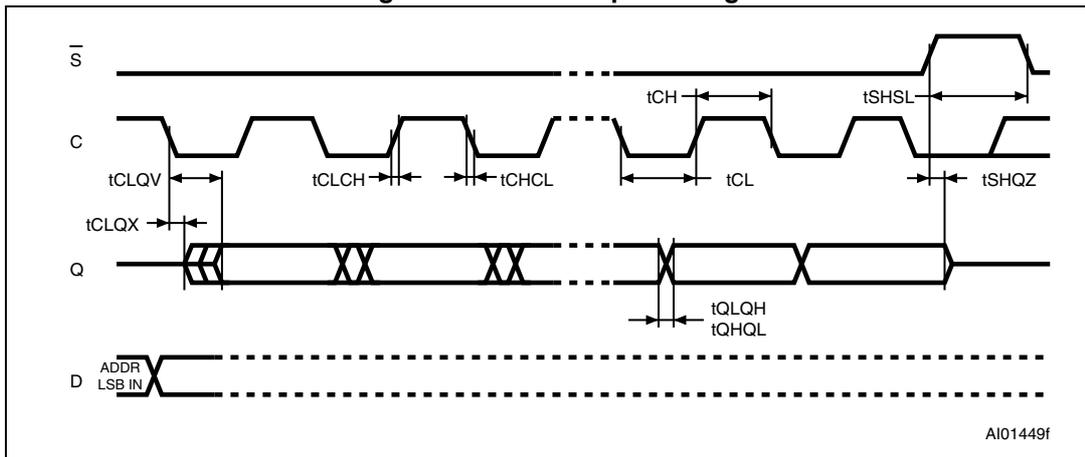 S̅
tCH
tSHSL
C
tCLQV
tCLCH
tCHCL
tCL
tSHQZ
tCLQX
Q
tQLQH
tQHQL
ADDR
D
LSB IN
AI01449f